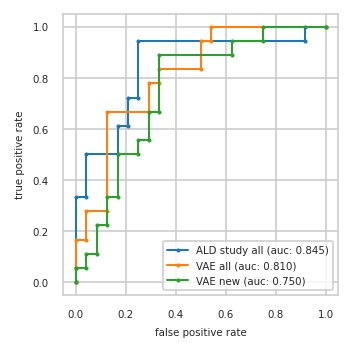 1.0
0.8
0.6
0.4
0.2
0.0
true positive rate
ALD study all (auc: 0.845)
VAE all (auc: 0.810)
VAE new (auc: 0.750)
0.0 0.2 0.4 0.6 0.8 1.0
false positive rate